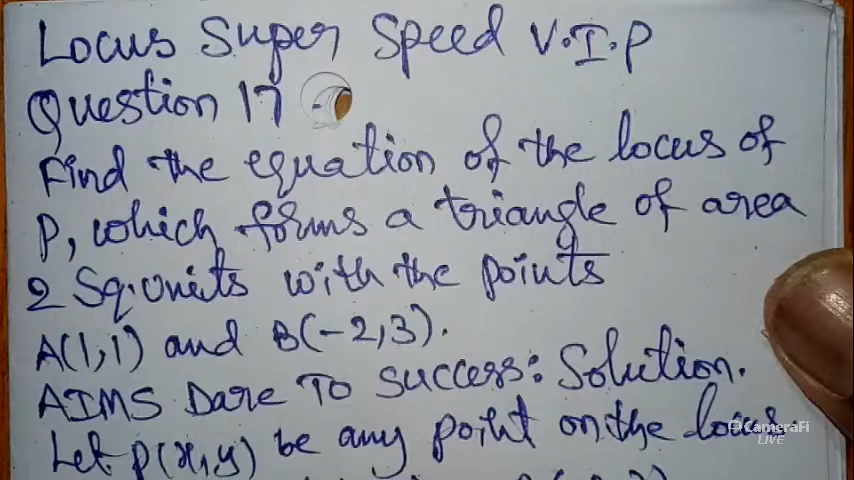 Locus Super Speed V.I.P
Question 17
Find the equation of the locus of
P, which forms a triangle of area
2 Sq.units with the points
A(1,1) and B(-2,3).
AIMS Dare To Success: Solution.
Let P(x,y) be any point on the locus.
CameraFi
LIVE